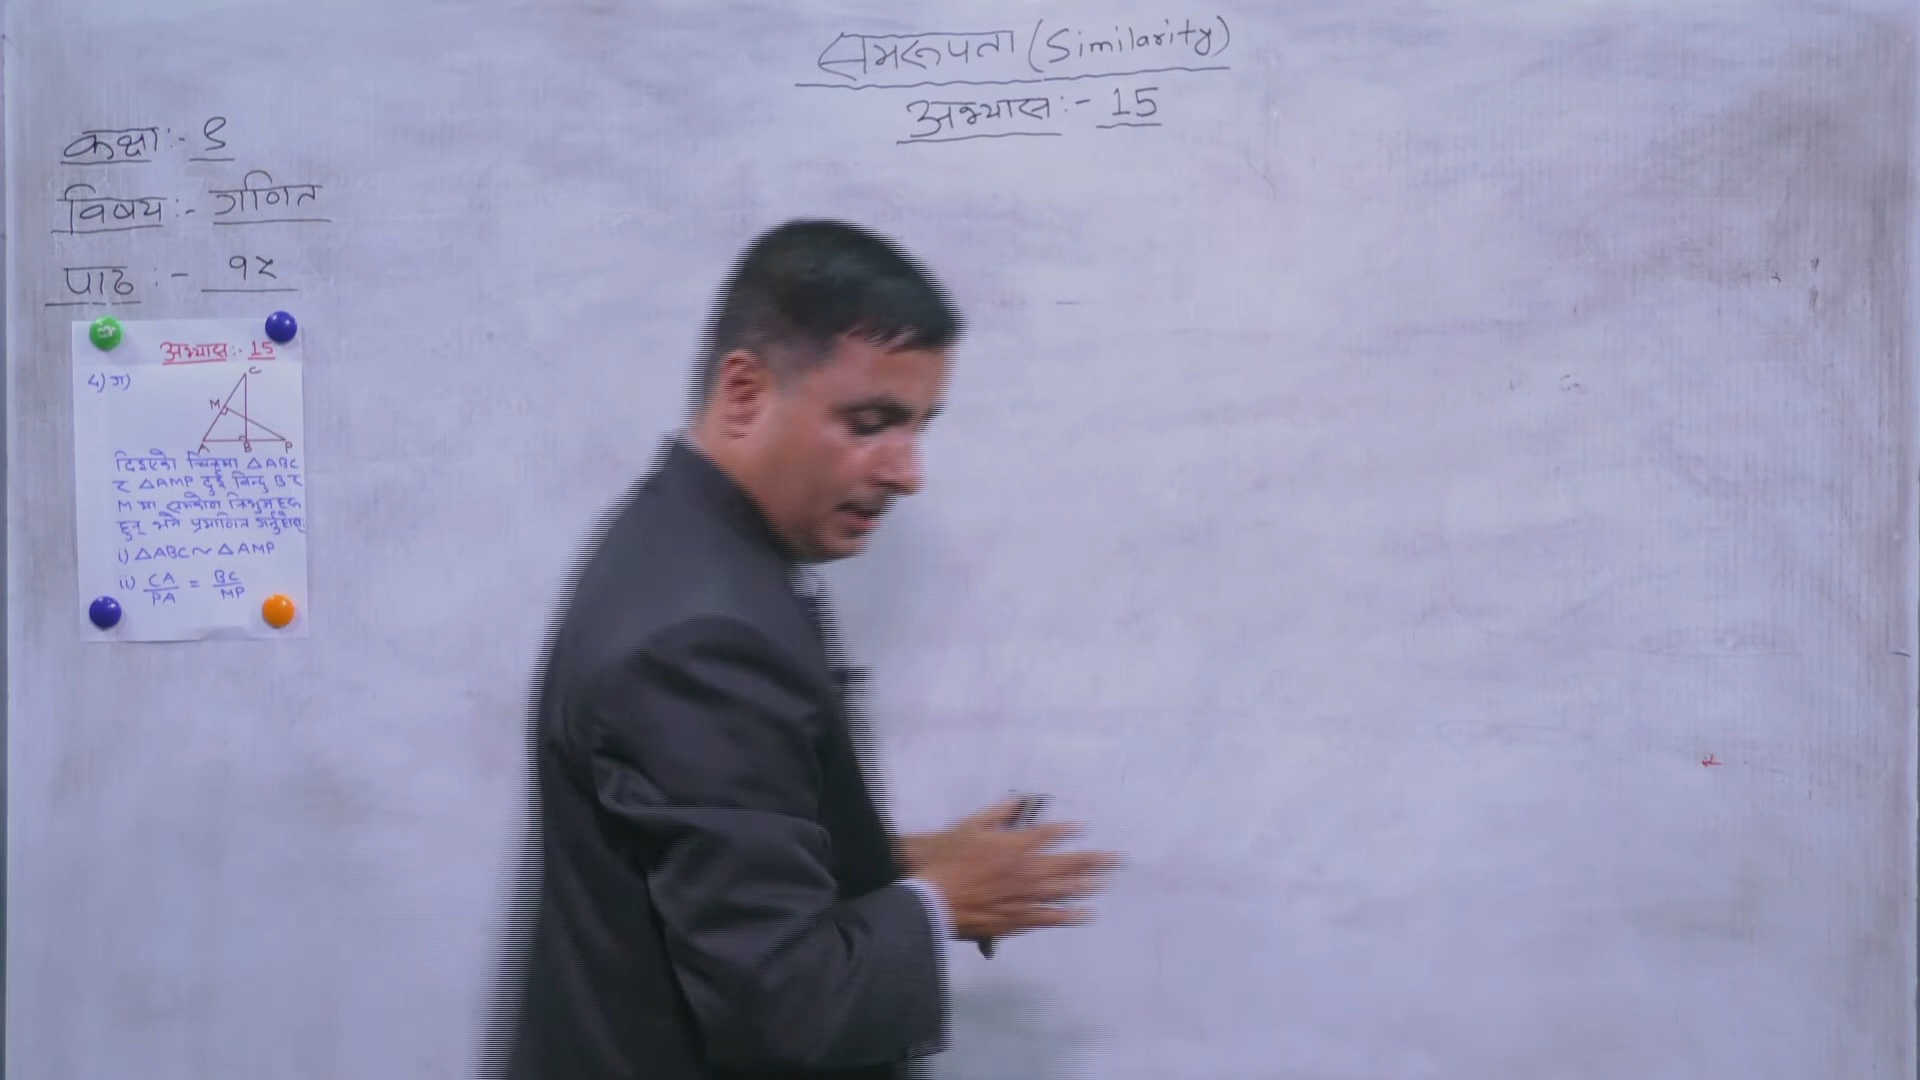 समरूपता (Similarity)
अभ्यास :- 15
कक्षा :- ९
विषय :- गणित
पाठ :- १५
अभ्यास :- 15
५) ग)
C
M
A B P
दिइएको चित्रमा △ABC
र △AMP दुई बिन्दु B र
M मा समकोण त्रिभुजहरू
हुन् भने प्रमाणित गर्नुहोस्
i) △ABC ~ △AMP
ii) CA/PA = BC/MP